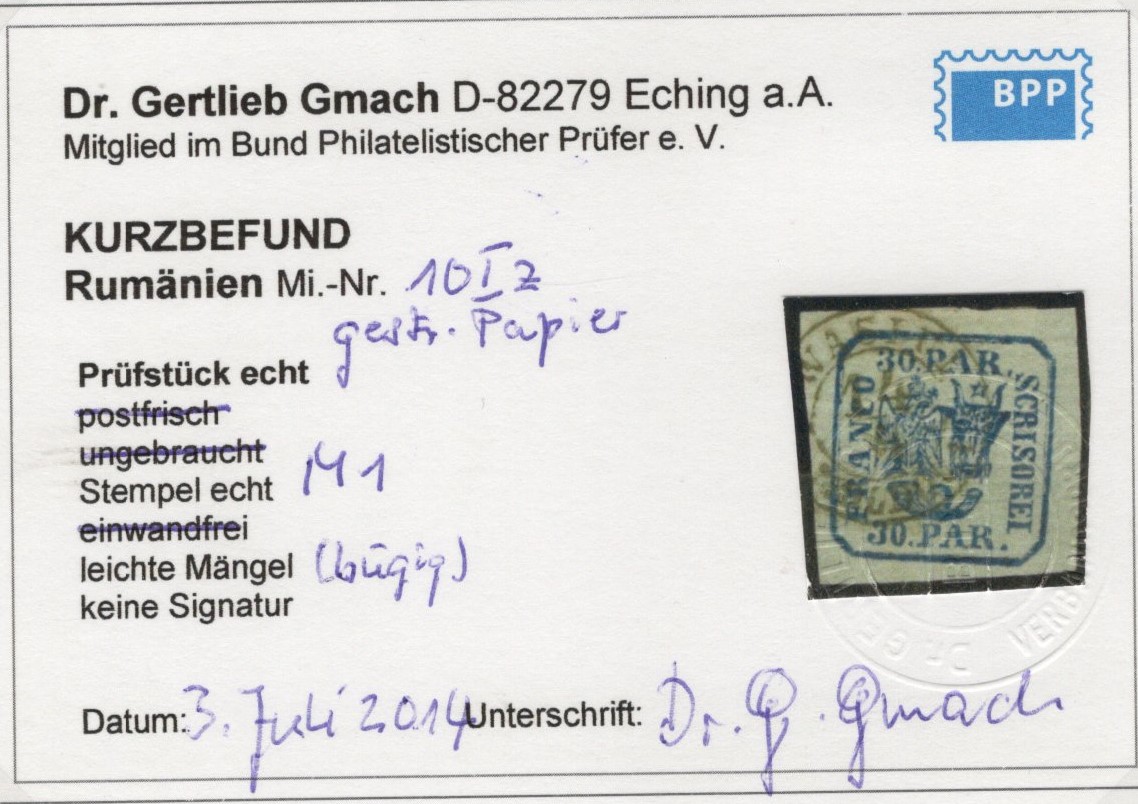 Dr. Gertlieb Gmach D-82279 Eching a.A.
Mitglied im Bund Philatelistischer Prüfer e. V.
BPP
KURZBEFUND
Rumänien Mi.-Nr. 10 I z
gestr. Papier
Prüfstück echt
postfrisch
ungebraucht
Stempel echt M1
einwandfrei
leichte Mängel (bügig)
keine Signatur
30.PAR.
FRANCO
SCRISOREI
30.PAR.
Datum: 3. Juli 2014 Unterschrift: Dr. G. Gmach